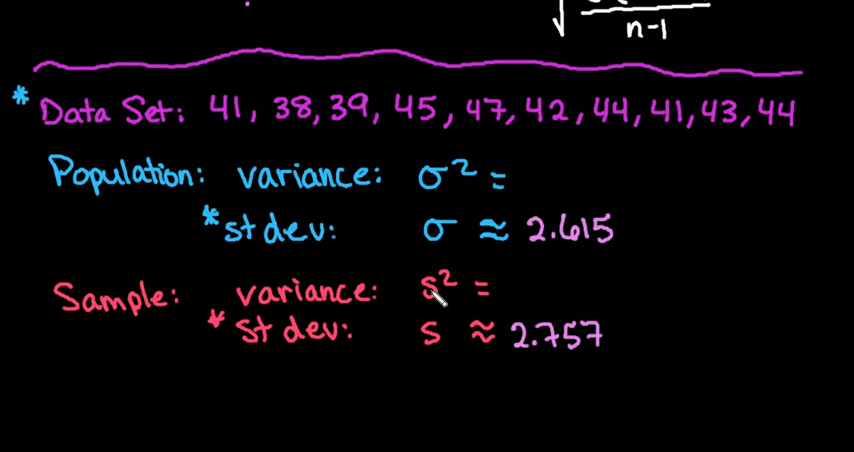 n-1
* Data Set: 41, 38, 39, 45, 47, 42, 44, 41, 43, 44
Population: variance: σ² =
*st dev: σ ≈ 2.615
Sample: variance: s² =
*st dev: s ≈ 2.757